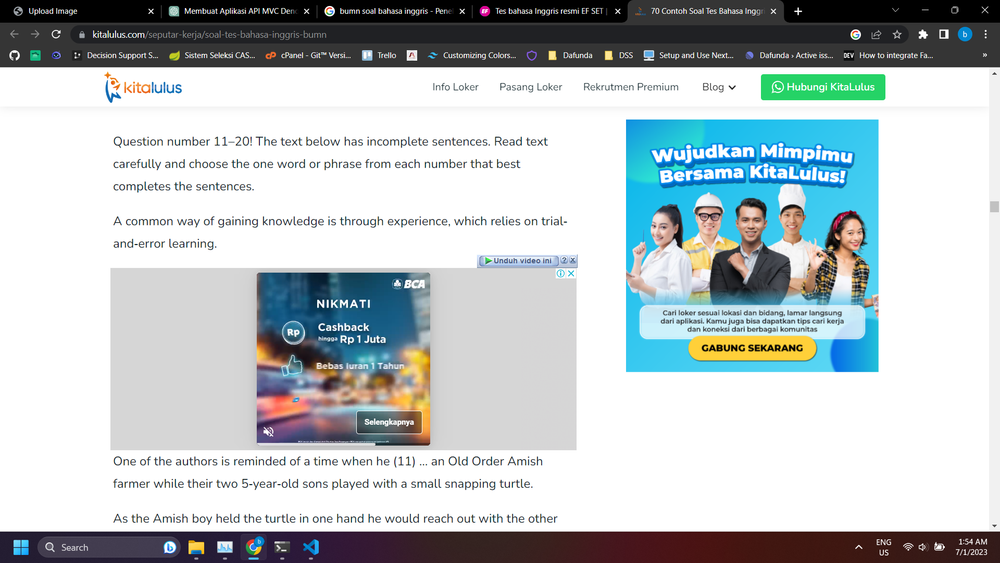 Upload Image
Membuat Aplikasi API MVC Deng
bumn soal bahasa inggris - Penel
Tes bahasa Inggris resmi EF SET |
70 Contoh Soal Tes Bahasa Inggri
kitalulus.com/seputar-kerja/soal-tes-bahasa-inggris-bumn
Decision Support S...
Sistem Seleksi CAS...
cPanel - Git™ Versi...
Trello
Customizing Colors...
Dafunda
DSS
Setup and Use Next...
Dafunda › Active iss...
How to integrate Fa...
kitalulus
Info Loker
Pasang Loker
Rekrutmen Premium
Blog
Hubungi KitaLulus
Question number 11–20! The text below has incomplete sentences. Read text
carefully and choose the one word or phrase from each number that best
completes the sentences.
A common way of gaining knowledge is through experience, which relies on trial-
and-error learning.
Unduh video ini
BCA
NIKMATI
Rp
Cashback
hingga Rp 1 Juta
Bebas Iuran 1 Tahun
Selengkapnya
One of the authors is reminded of a time when he (11) … an Old Order Amish
farmer while their two 5-year-old sons played with a small snapping turtle.
As the Amish boy held the turtle in one hand he would reach out with the other
Wujudkan Mimpimu
Bersama KitaLulus!
Cari loker sesuai lokasi dan bidang, lamar langsung
dari aplikasi. Kamu juga bisa dapatkan tips cari kerja
dan koneksi dari berbagai komunitas
GABUNG SEKARANG
Search
ENG
US
1:54 AM
7/1/2023